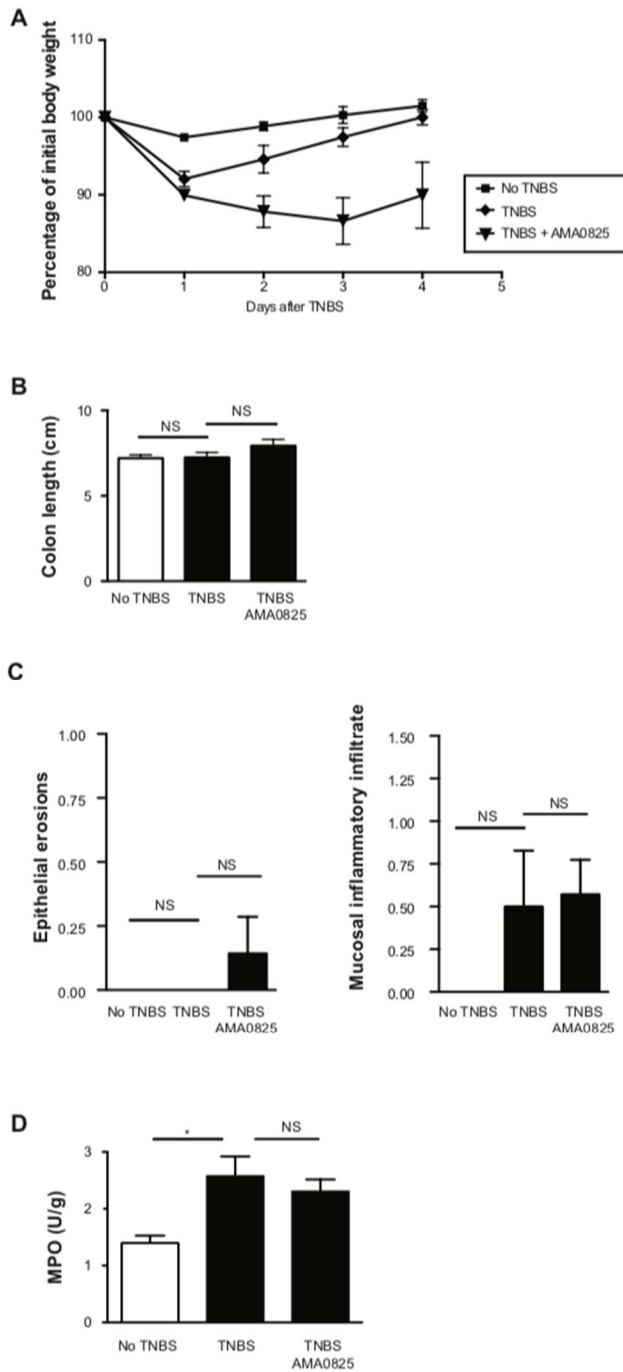 A
Percentage of initial body weight
110
100
90
80
0
1
2
3
4
5
Days after TNBS
No TNBS
TNBS
TNBS + AMA0825
B
Colon length (cm)
10
5
0
NS
NS
No TNBS
TNBS
TNBS
AMA0825
C
Epithelial erosions
1.00
0.75
0.50
0.25
0.00
NS
NS
No TNBS
TNBS
TNBS
AMA0825
Mucosal inflammatory infiltrate
1.50
1.25
1.00
0.75
0.50
0.25
0.00
NS
NS
No TNBS
TNBS
TNBS
AMA0825
D
MPO (U/g)
3
2
1
0
*
NS
No TNBS
TNBS
TNBS
AMA0825